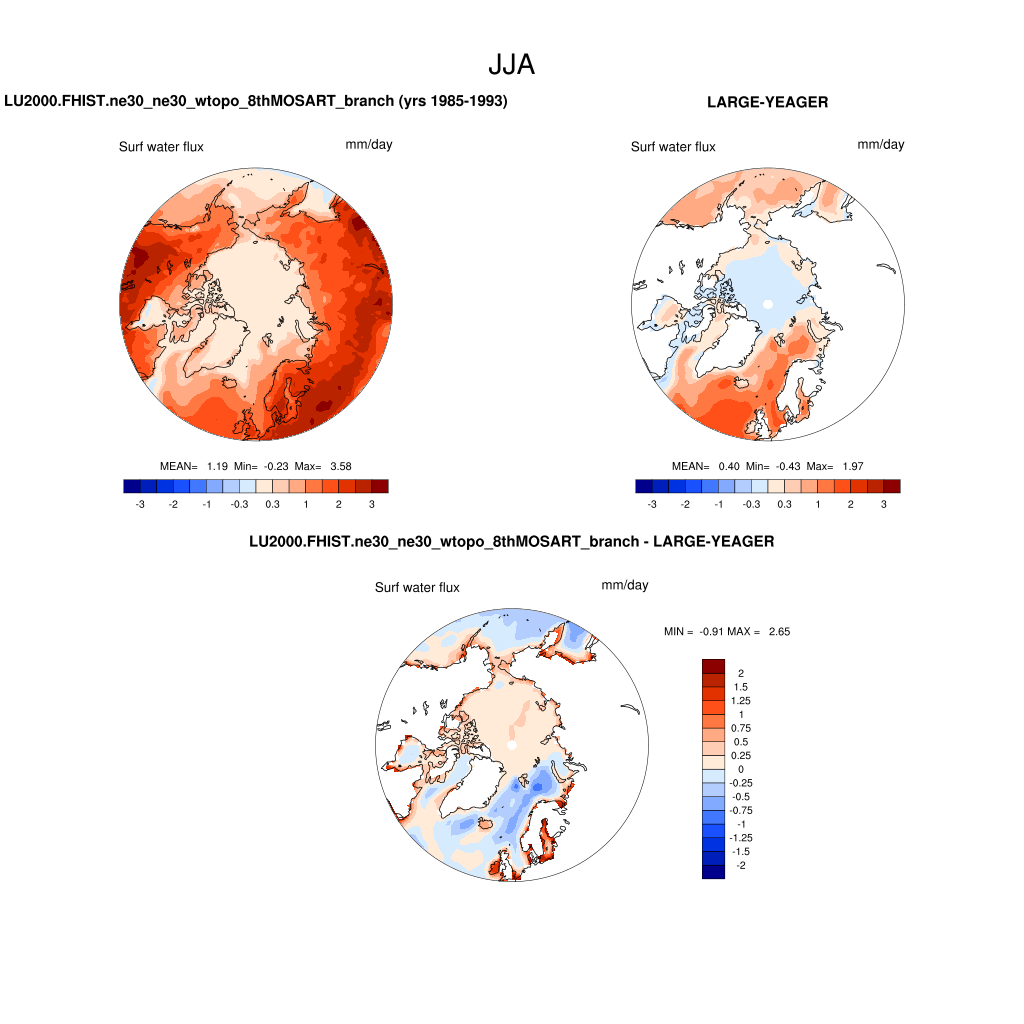 JJA
LU2000.FHIST.ne30_ne30_wtopo_8thMOSART_branch (yrs 1985-1993)
LARGE-YEAGER
Surf water flux mm/day
Surf water flux mm/day
MEAN= 1.19 Min= -0.23 Max= 3.58
MEAN= 0.40 Min= -0.43 Max= 1.97
-3 -2 -1 -0.3 0.3 1 2 3
-3 -2 -1 -0.3 0.3 1 2 3
LU2000.FHIST.ne30_ne30_wtopo_8thMOSART_branch - LARGE-YEAGER
Surf water flux mm/day
MIN = -0.91 MAX = 2.65
2
1.5
1.25
1
0.75
0.5
0.25
0
-0.25
-0.5
-0.75
-1
-1.25
-1.5
-2